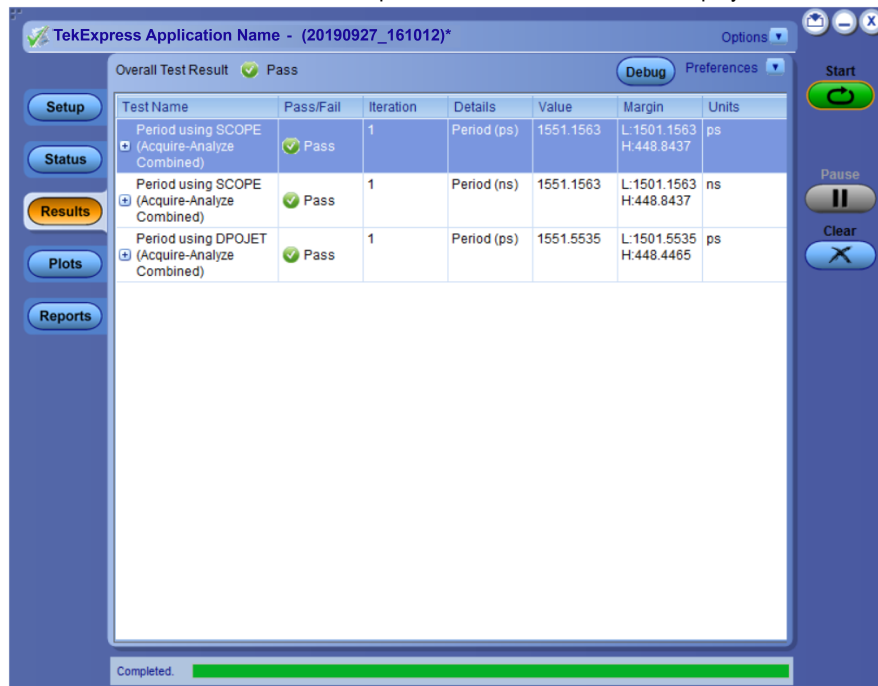 TekExpress Application Name - (20190927_161012)*
Options
Overall Test Result Pass
Debug
Preferences
Start
Setup
Status
Results
Plots
Reports
Test Name Pass/Fail Iteration Details Value Margin Units
Period using SCOPE (Acquire-Analyze Combined) Pass 1 Period (ps) 1551.1563 L:1501.1563 H:448.8437 ps
Period using SCOPE (Acquire-Analyze Combined) Pass 1 Period (ns) 1551.1563 L:1501.1563 H:448.8437 ns
Period using DPOJET (Acquire-Analyze Combined) Pass 1 Period (ps) 1551.5535 L:1501.5535 H:448.4465 ps
Pause
Clear
Completed.